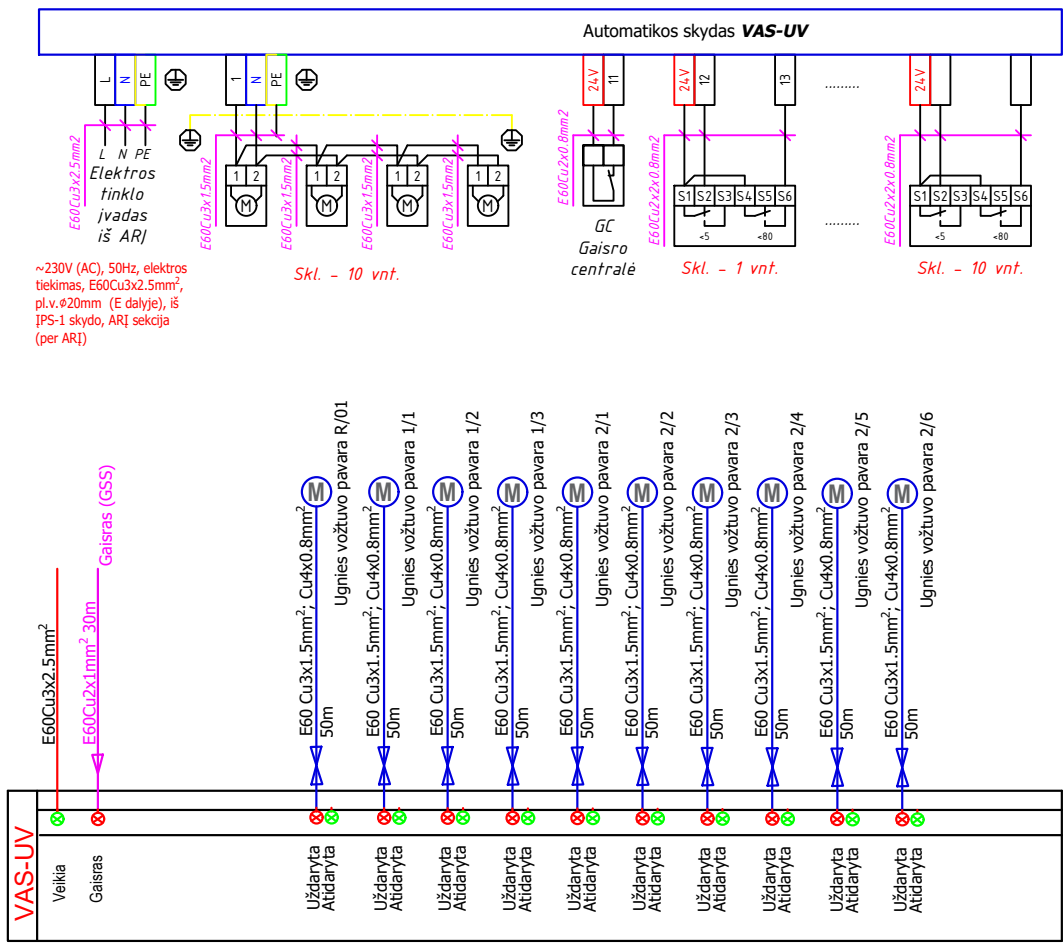 Automatikos skydas VAS-UV
L
N
PE
1
N
PE
24V
11
24V
12
13
..........
24V
E60Cu3x2.5mm2
L N PE
Elektros
tinklo
įvadas
iš ARĮ
~230V (AC), 50Hz, elektros
tiekimas, E60Cu3x2.5mm²,
pl.v.ø20mm (E dalyje), iš
ĮPS-1 skydo, ARĮ sekcija
(per ARĮ)
E60Cu3x1.5mm2
E60Cu3x1.5mm2
E60Cu3x1.5mm2
E60Cu3x1.5mm2
1 2
M
1 2
M
1 2
M
1 2
M
Skl. - 10 vnt.
E60Cu2x0.8mm2
GC
Gaisro
centralė
E60Cu2x2x0.8mm2
S1 S2 S3 S4 S5 S6
<5 <80
Skl. - 1 vnt.
..........
E60Cu2x2x0.8mm2
S1 S2 S3 S4 S5 S6
<5 <80
Skl. - 10 vnt.
E60Cu3x2.5mm²
E60Cu2x1mm² 30m
Gaisras (GSS)
M
E60 Cu3x1.5mm²; Cu4x0.8mm²
50m
Ugnies vožtuvo pavara R/01
M
E60 Cu3x1.5mm²; Cu4x0.8mm²
50m
Ugnies vožtuvo pavara 1/1
M
E60 Cu3x1.5mm²; Cu4x0.8mm²
50m
Ugnies vožtuvo pavara 1/2
M
E60 Cu3x1.5mm²; Cu4x0.8mm²
50m
Ugnies vožtuvo pavara 1/3
M
E60 Cu3x1.5mm²; Cu4x0.8mm²
50m
Ugnies vožtuvo pavara 2/1
M
E60 Cu3x1.5mm²; Cu4x0.8mm²
50m
Ugnies vožtuvo pavara 2/2
M
E60 Cu3x1.5mm²; Cu4x0.8mm²
50m
Ugnies vožtuvo pavara 2/3
M
E60 Cu3x1.5mm²; Cu4x0.8mm²
50m
Ugnies vožtuvo pavara 2/4
M
E60 Cu3x1.5mm²; Cu4x0.8mm²
50m
Ugnies vožtuvo pavara 2/5
M
E60 Cu3x1.5mm²; Cu4x0.8mm²
50m
Ugnies vožtuvo pavara 2/6
VAS-UV
Veikia
Gaisras
Uždaryta
Atidaryta
Uždaryta
Atidaryta
Uždaryta
Atidaryta
Uždaryta
Atidaryta
Uždaryta
Atidaryta
Uždaryta
Atidaryta
Uždaryta
Atidaryta
Uždaryta
Atidaryta
Uždaryta
Atidaryta
Uždaryta
Atidaryta